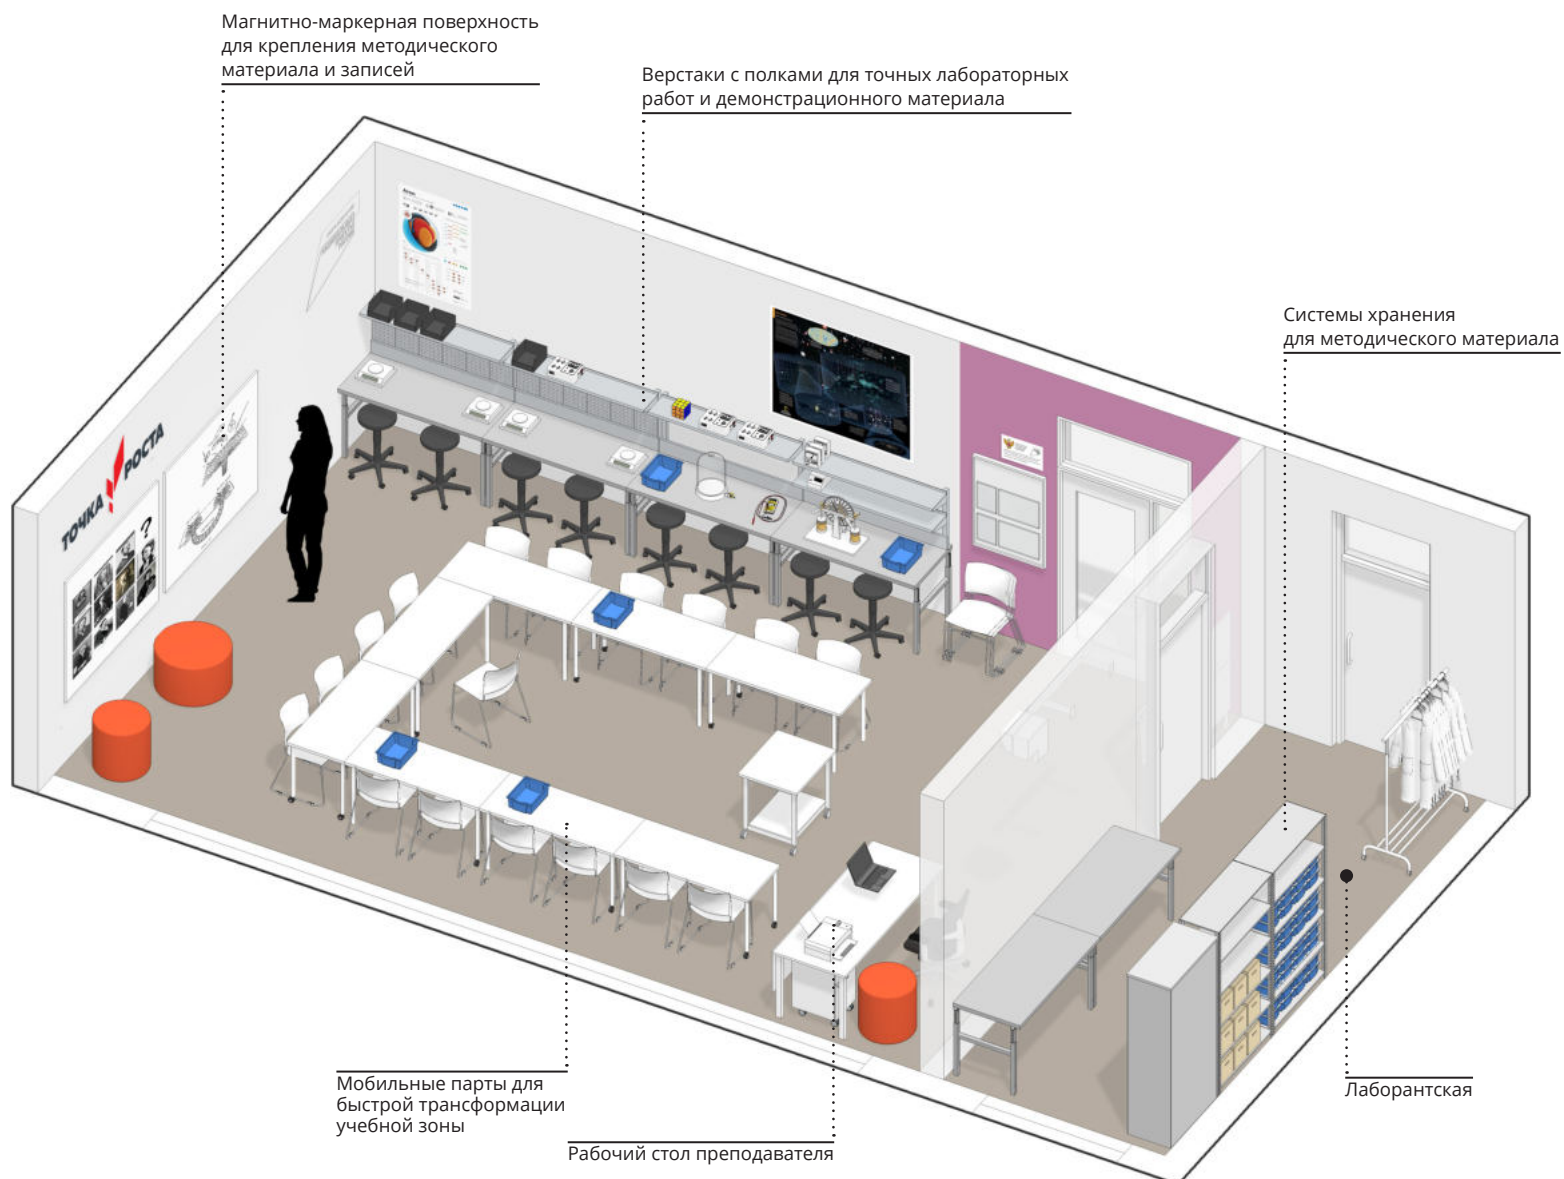 Магнитно-маркерная поверхность
для крепления методического
материала и записей
Верстаки с полками для точных лабораторных
работ и демонстрационного материала
Системы хранения
для методического материала
ТОЧКА РОСТА
?
Мобильные парты для
быстрой трансформации
учебной зоны
Рабочий стол преподавателя
Лаборантская